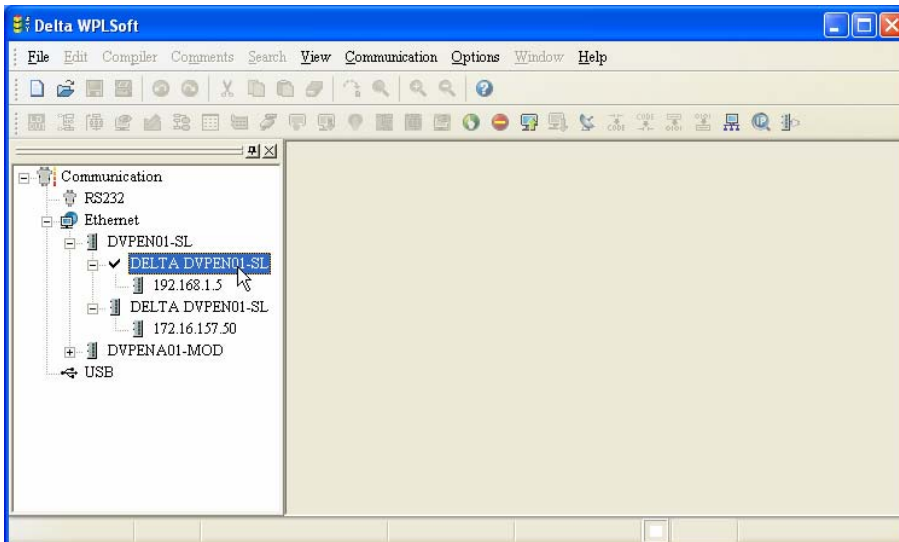 Delta WPLSoft
File Edit Compiler Comments Search View Communication Options Window Help
Communication
RS232
Ethernet
DVPEN01-SL
DELTA DVPEN01-SL
192.168.1.5
DELTA DVPEN01-SL
172.16.157.50
DVPENA01-MOD
USB